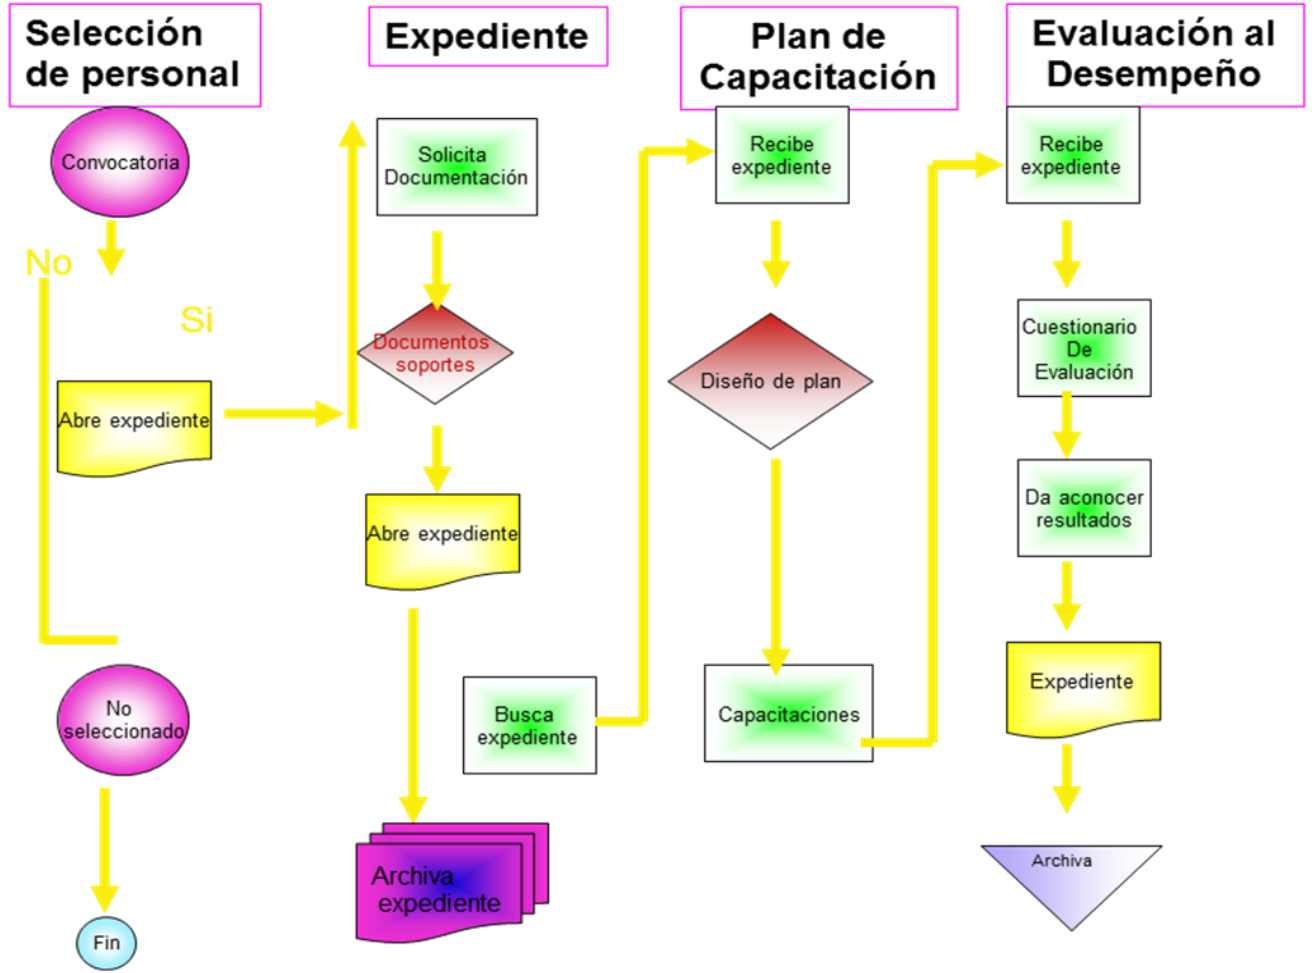 Selección
de personal
Convocatoria
No
Si
Abre expediente
No
seleccionado
Fin
Expediente
Solicita
Documentación
Documentos
soportes
Abre expediente
Busca
expediente
Archiva
expediente
Plan de
Capacitación
Recibe
expediente
Diseño de plan
Capacitaciones
Evaluación al
Desempeño
Recibe
expediente
Cuestionario
De
Evaluación
Da aconocer
resultados
Expediente
Archiva